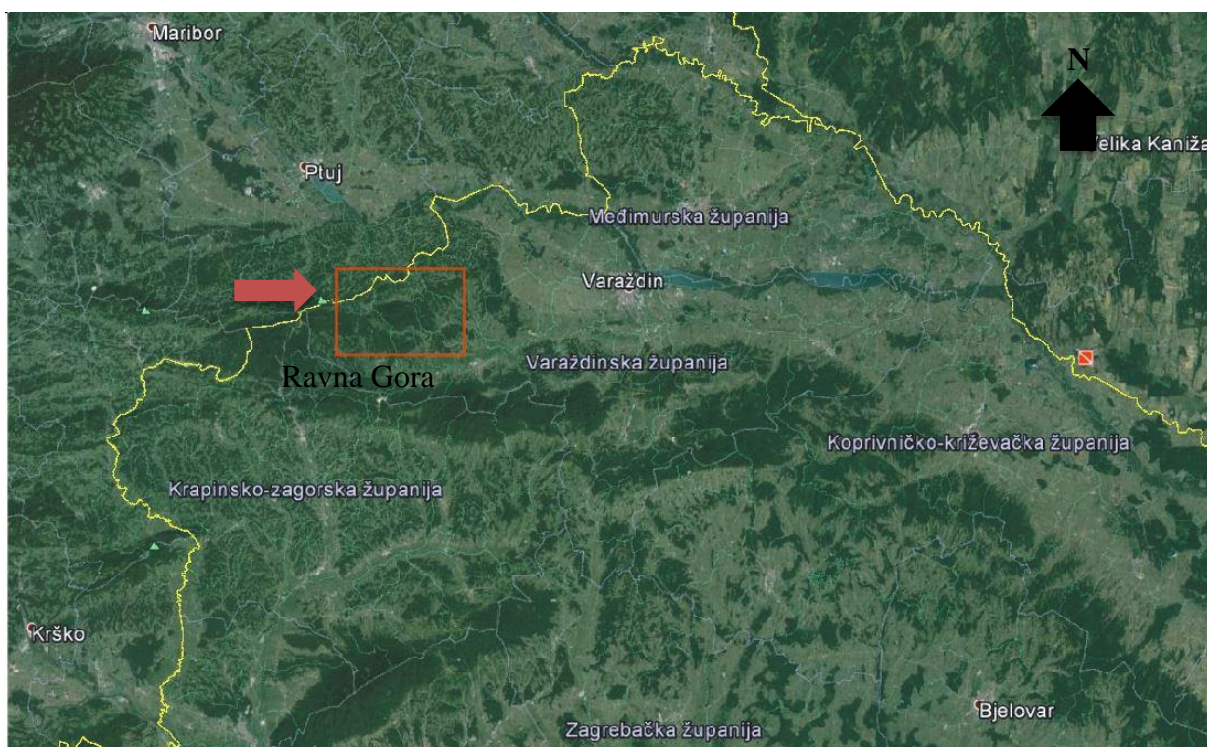 Maribor
N
Velika Kaniža
Ptuj
Međimurska županija
Varaždin
Varaždinska županija
Ravna Gora
Koprivničko-križevačka županija
Krapinsko-zagorska županija
Krško
Bjelovar
Zagrebačka županija